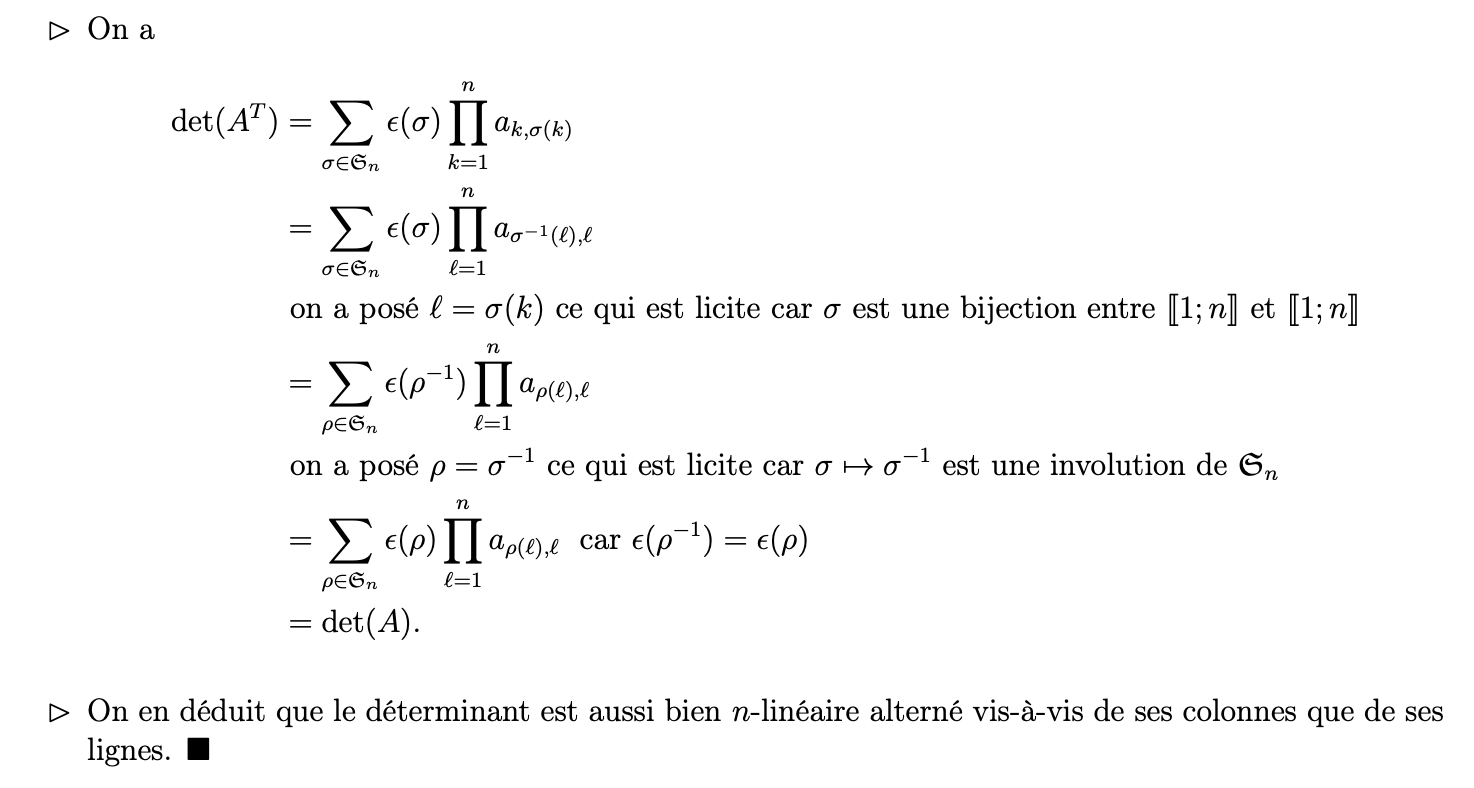 ▷ On a
$\det(A^T) = \sum_{\sigma \in \mathfrak{S}_n} \epsilon(\sigma) \prod_{k=1}^{n} a_{k,\sigma(k)}$
$= \sum_{\sigma \in \mathfrak{S}_n} \epsilon(\sigma) \prod_{\ell=1}^{n} a_{\sigma^{-1}(\ell),\ell}$
on a posé $\ell = \sigma(k)$ ce qui est licite car $\sigma$ est une bijection entre $⟦1; n⟧$ et $⟦1; n⟧$
$= \sum_{\rho \in \mathfrak{S}_n} \epsilon(\rho^{-1}) \prod_{\ell=1}^{n} a_{\rho(\ell),\ell}$
on a posé $\rho = \sigma^{-1}$ ce qui est licite car $\sigma \mapsto \sigma^{-1}$ est une involution de $\mathfrak{S}_n$
$= \sum_{\rho \in \mathfrak{S}_n} \epsilon(\rho) \prod_{\ell=1}^{n} a_{\rho(\ell),\ell}$ car $\epsilon(\rho^{-1}) = \epsilon(\rho)$
$= \det(A).$
▷ On en déduit que le déterminant est aussi bien $n$-linéaire alterné vis-à-vis de ses colonnes que de ses
lignes. ■